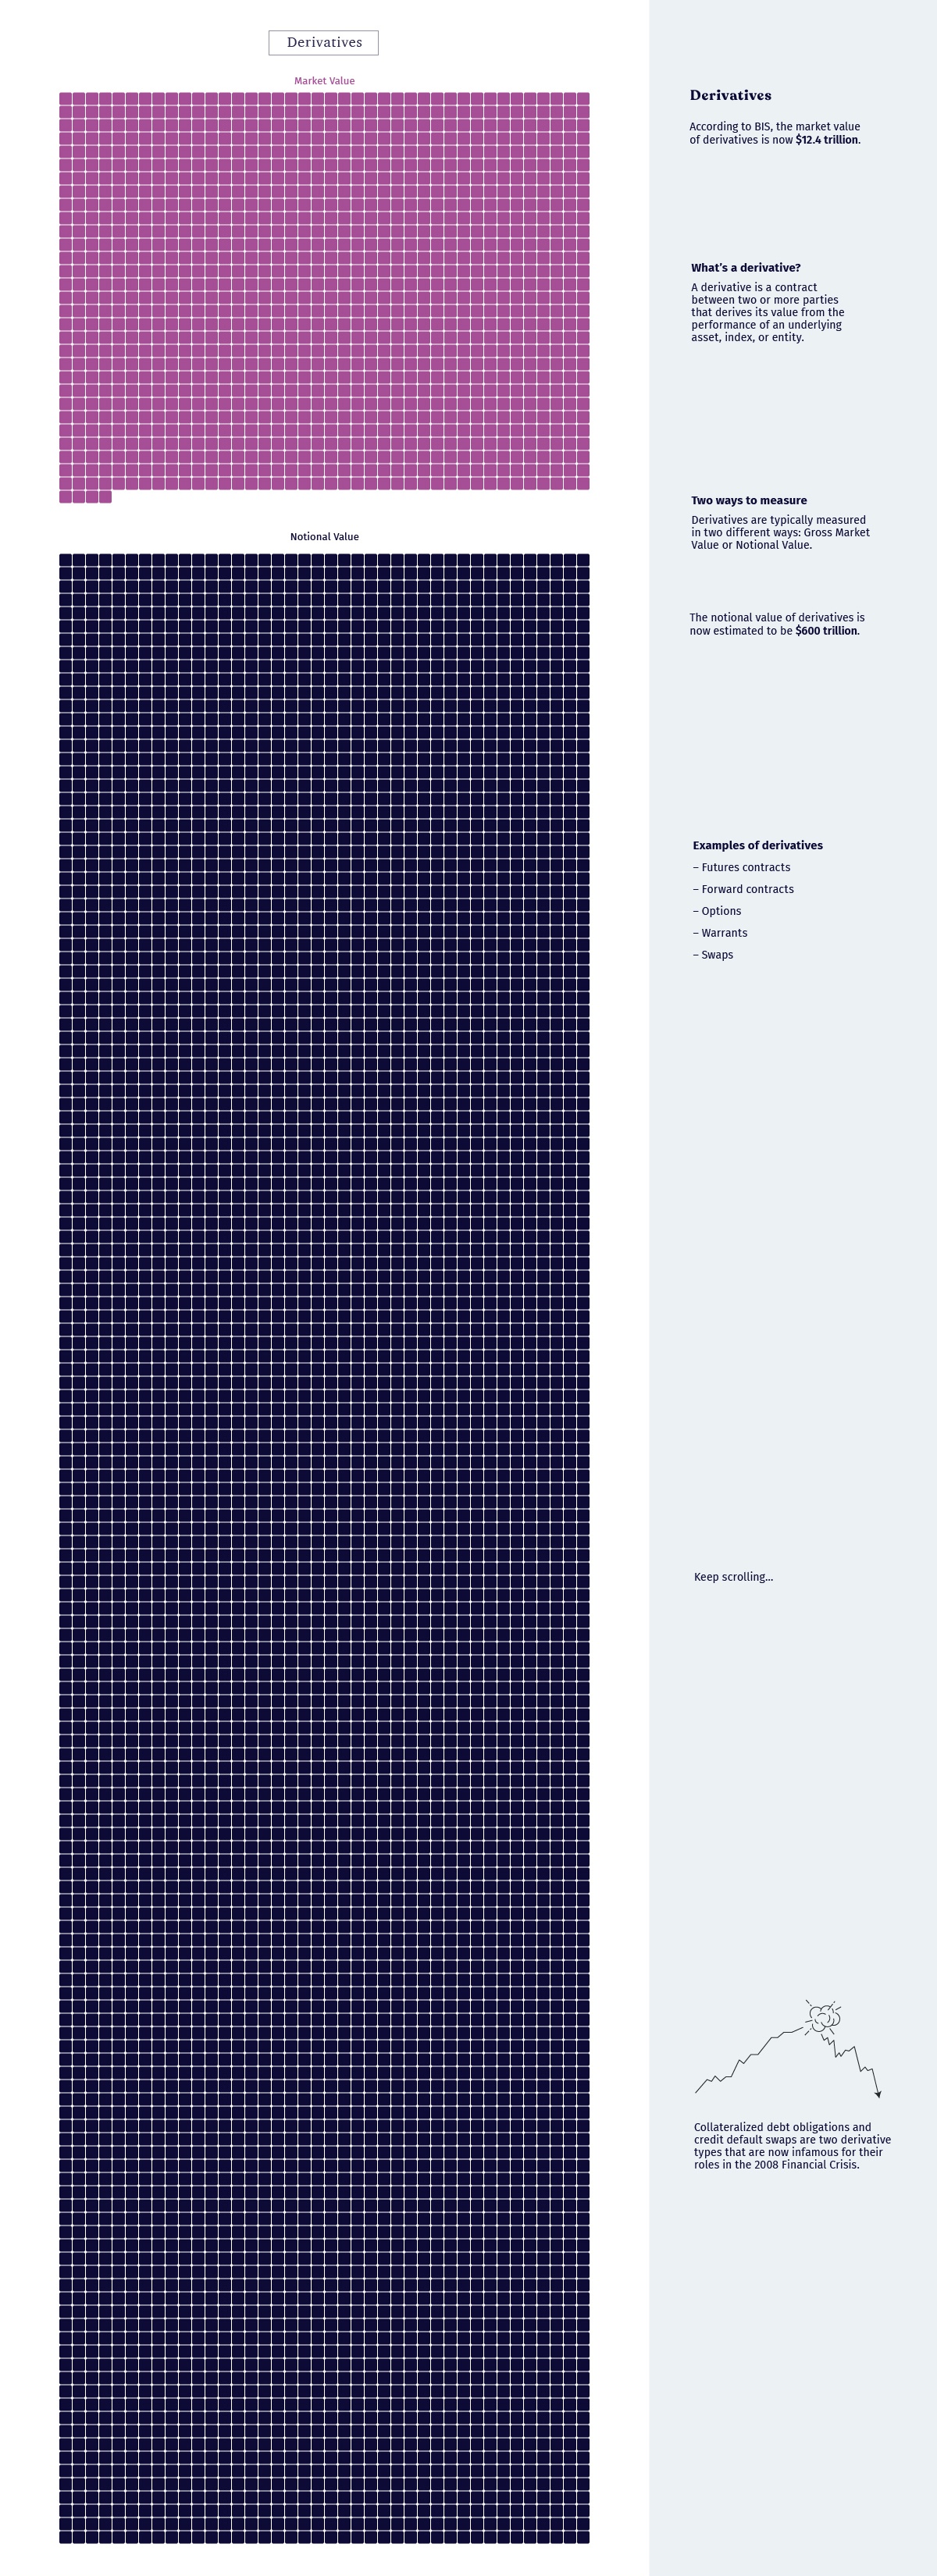 Derivatives
Market Value
Notional Value
Derivatives
According to BIS, the market value
of derivatives is now $12.4 trillion.
What’s a derivative?
A derivative is a contract
between two or more parties
that derives its value from the
performance of an underlying
asset, index, or entity.
Two ways to measure
Derivatives are typically measured
in two different ways: Gross Market
Value or Notional Value.
The notional value of derivatives is
now estimated to be $600 trillion.
Examples of derivatives
– Futures contracts
– Forward contracts
– Options
– Warrants
– Swaps
Keep scrolling...
Collateralized debt obligations and
credit default swaps are two derivative
types that are now infamous for their
roles in the 2008 Financial Crisis.